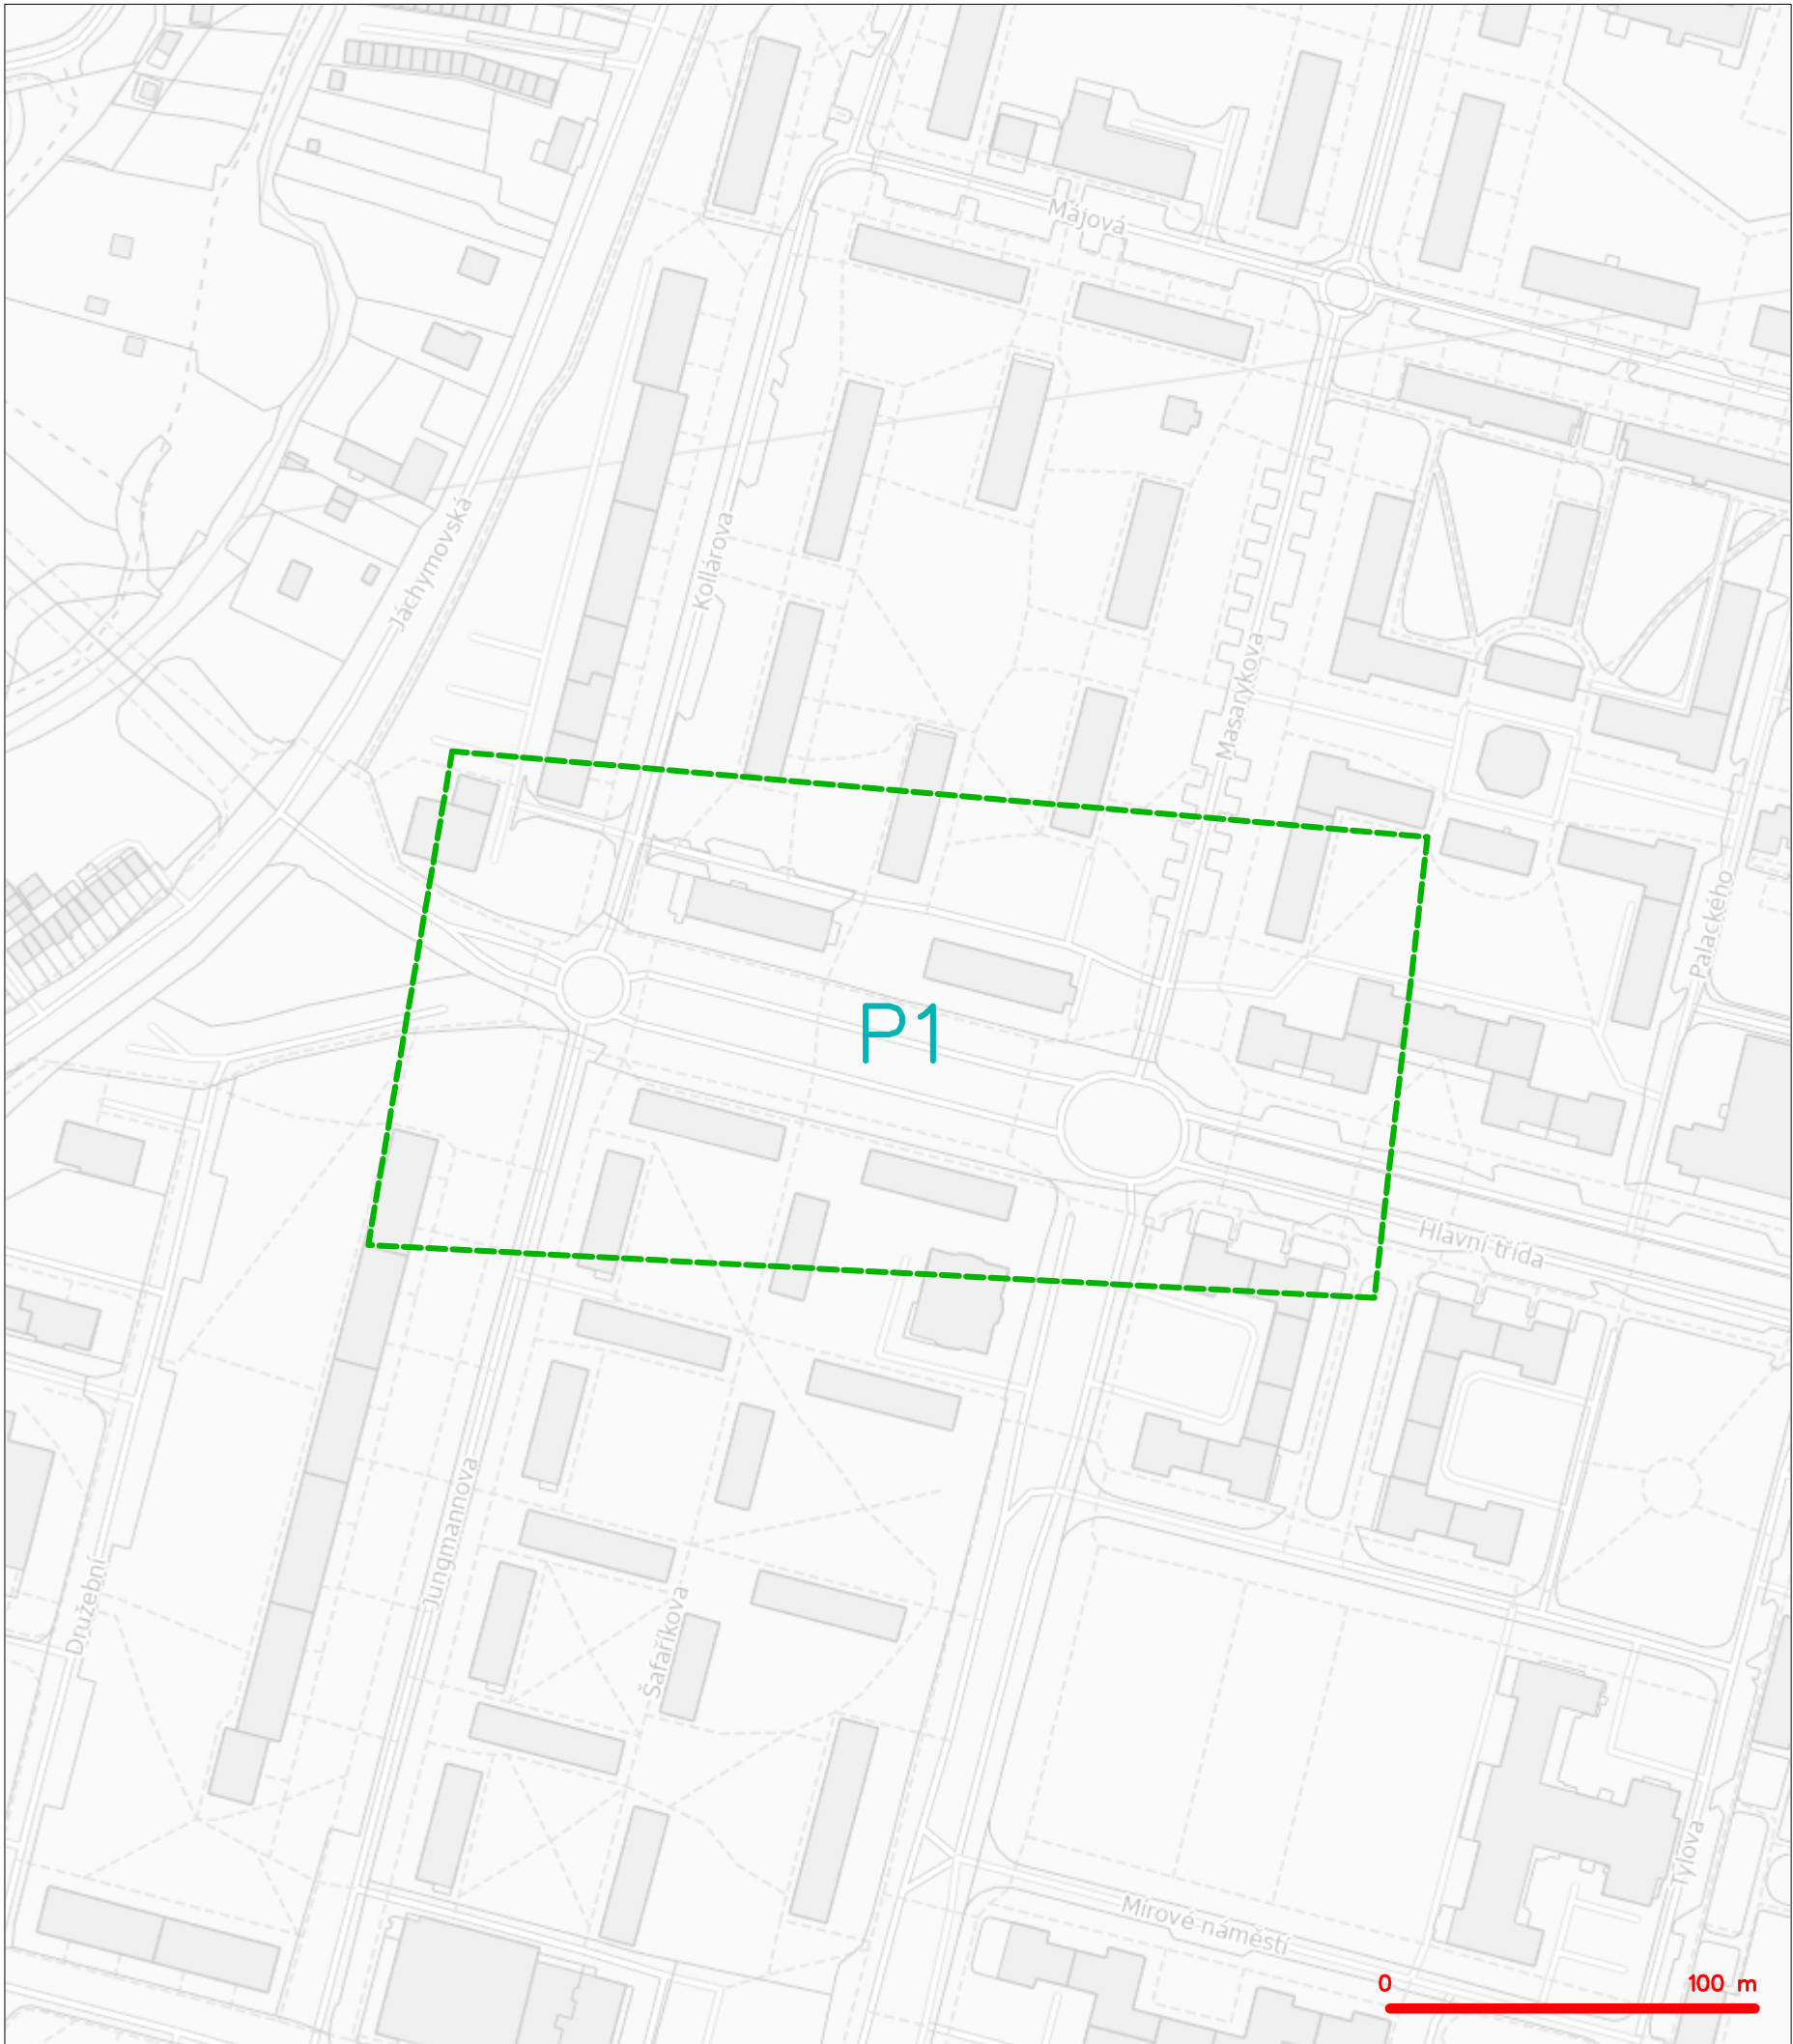 Májová
Jáchymovská
Kollárova
Masarykova
Palackého
P1
Hlavní třída
Jungmannova
Družební
Šafaříkova
Tylova
Mírové náměstí
0 100 m